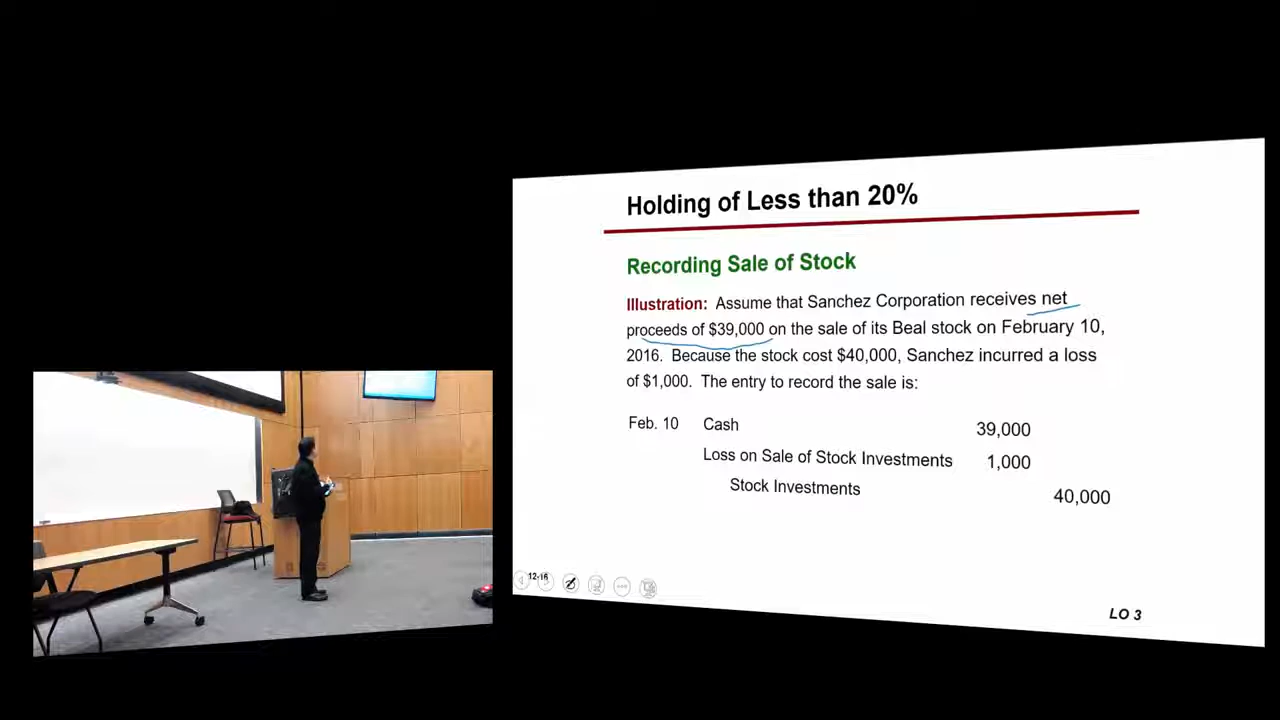 Holding of Less than 20%
Recording Sale of Stock
Illustration: Assume that Sanchez Corporation receives net
proceeds of $39,000 on the sale of its Beal stock on February 10,
2016. Because the stock cost $40,000, Sanchez incurred a loss
of $1,000. The entry to record the sale is:
Feb. 10 Cash 39,000
Loss on Sale of Stock Investments 1,000
Stock Investments 40,000
12-16
LO 3